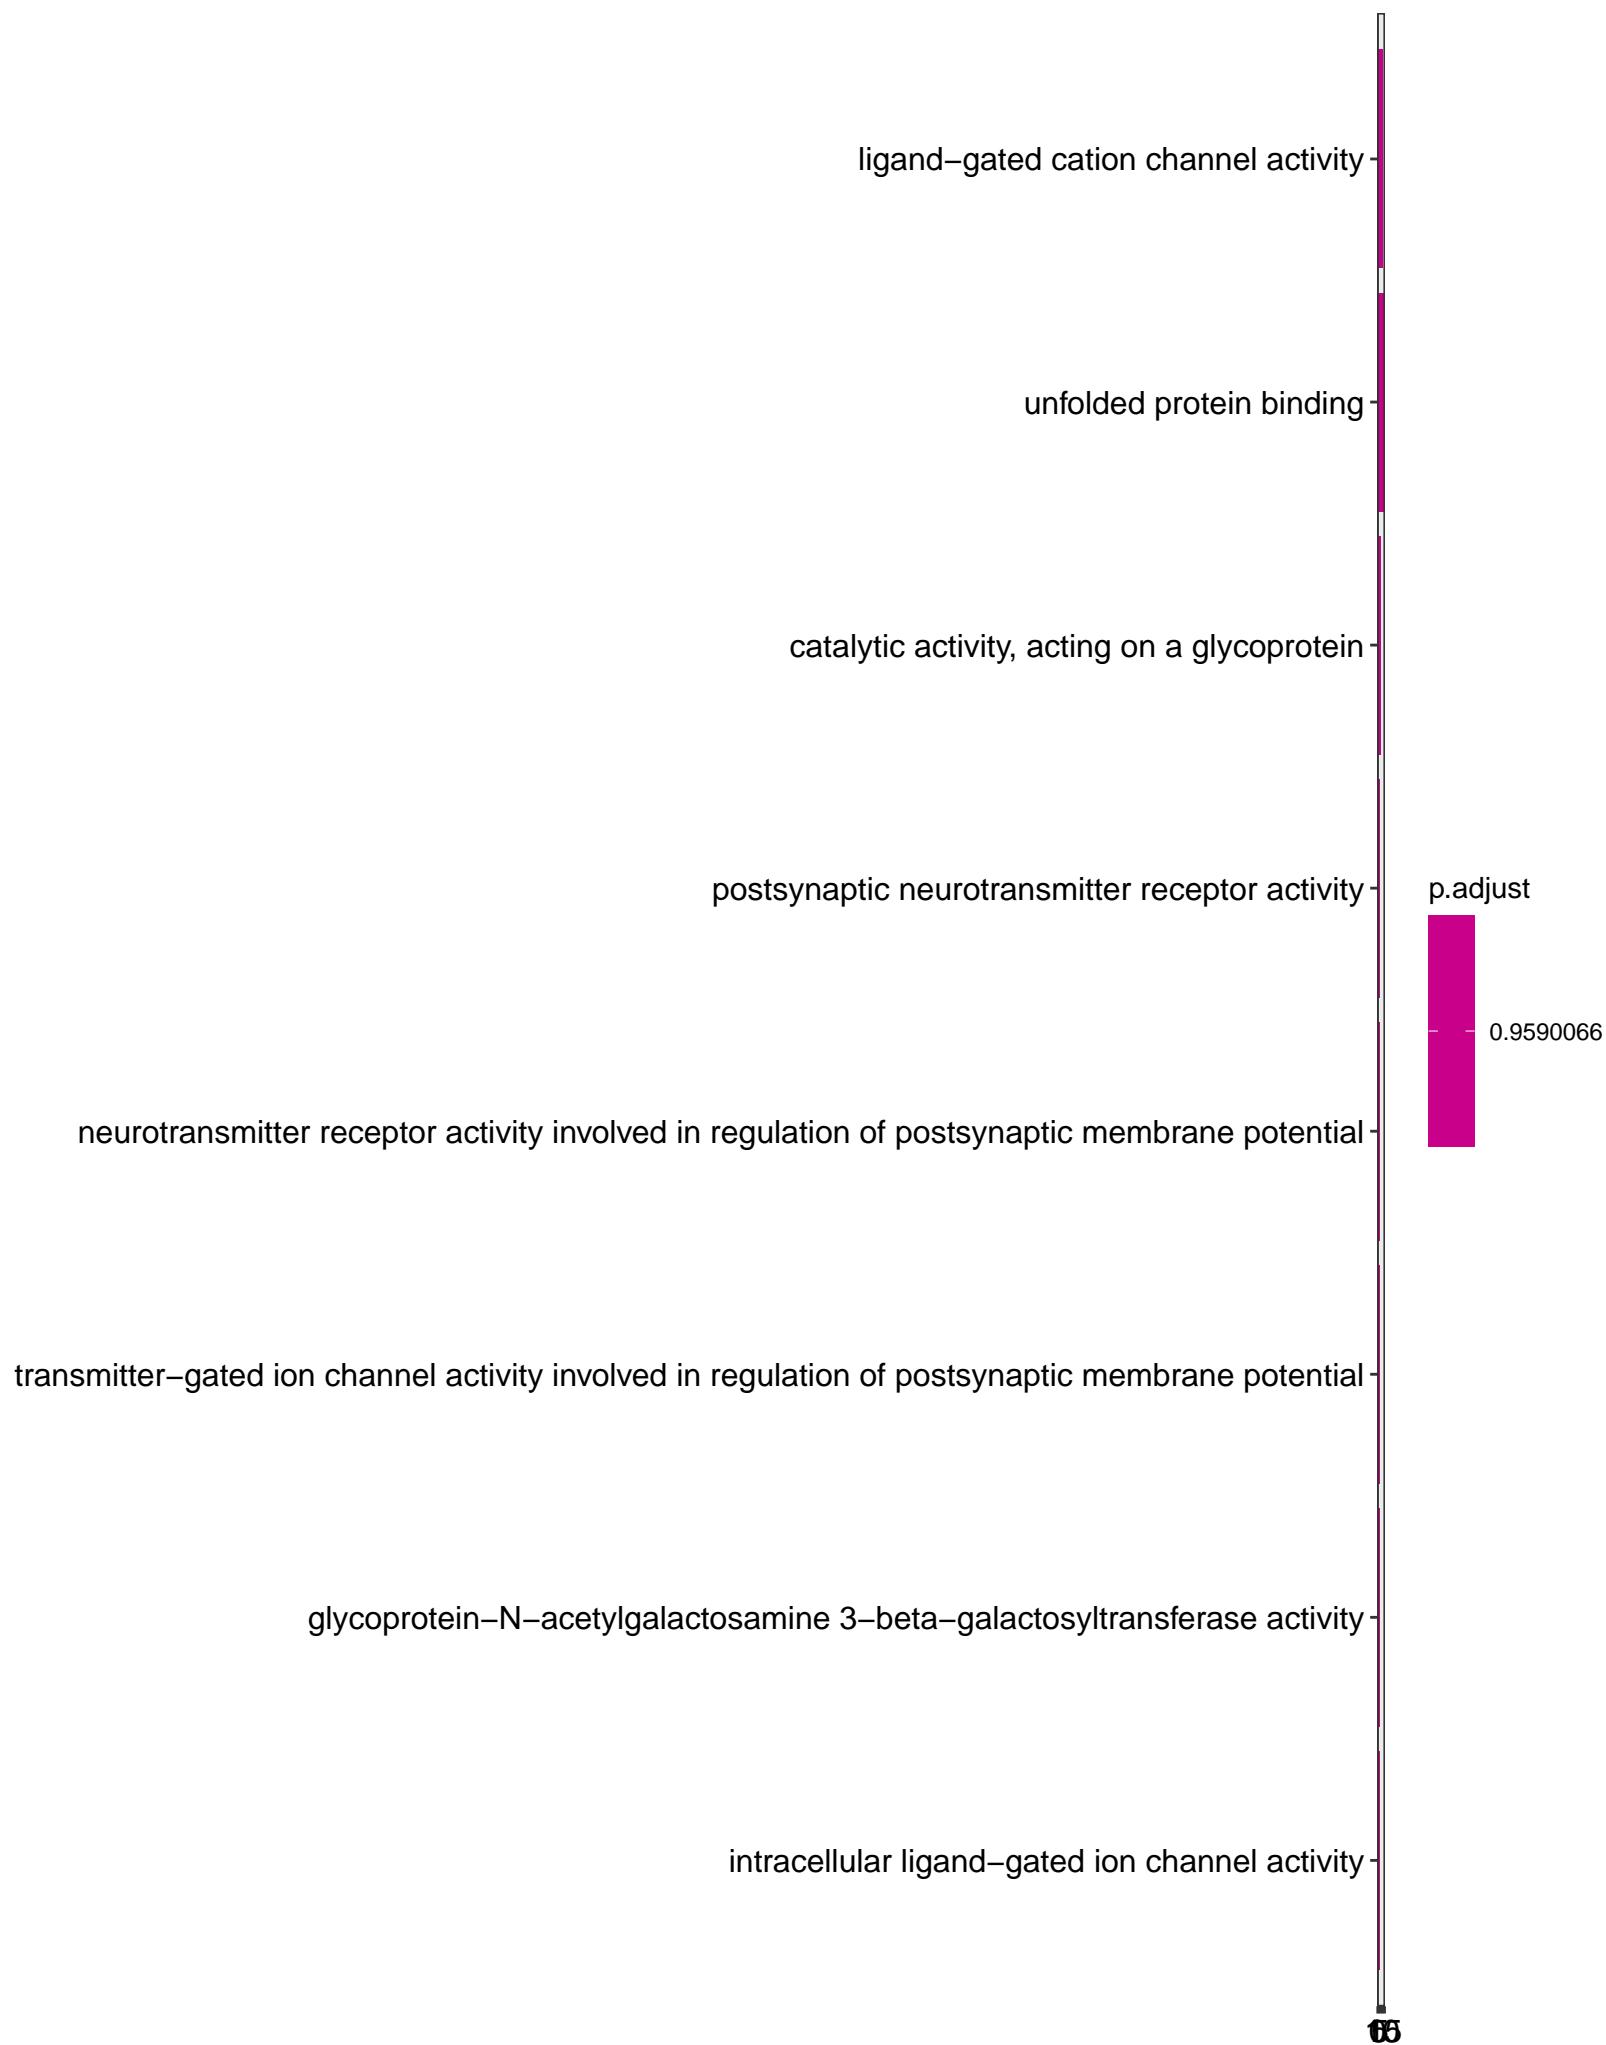 ligand−gated cation channel activity
unfolded protein binding
catalytic activity, acting on a glycoprotein
postsynaptic neurotransmitter receptor activity
p.adjust
0.9590066
neurotransmitter receptor activity involved in regulation of postsynaptic membrane potential
transmitter−gated ion channel activity involved in regulation of postsynaptic membrane potential
glycoprotein−N−acetylgalactosamine 3−beta−galactosyltransferase activity
intracellular ligand−gated ion channel activity